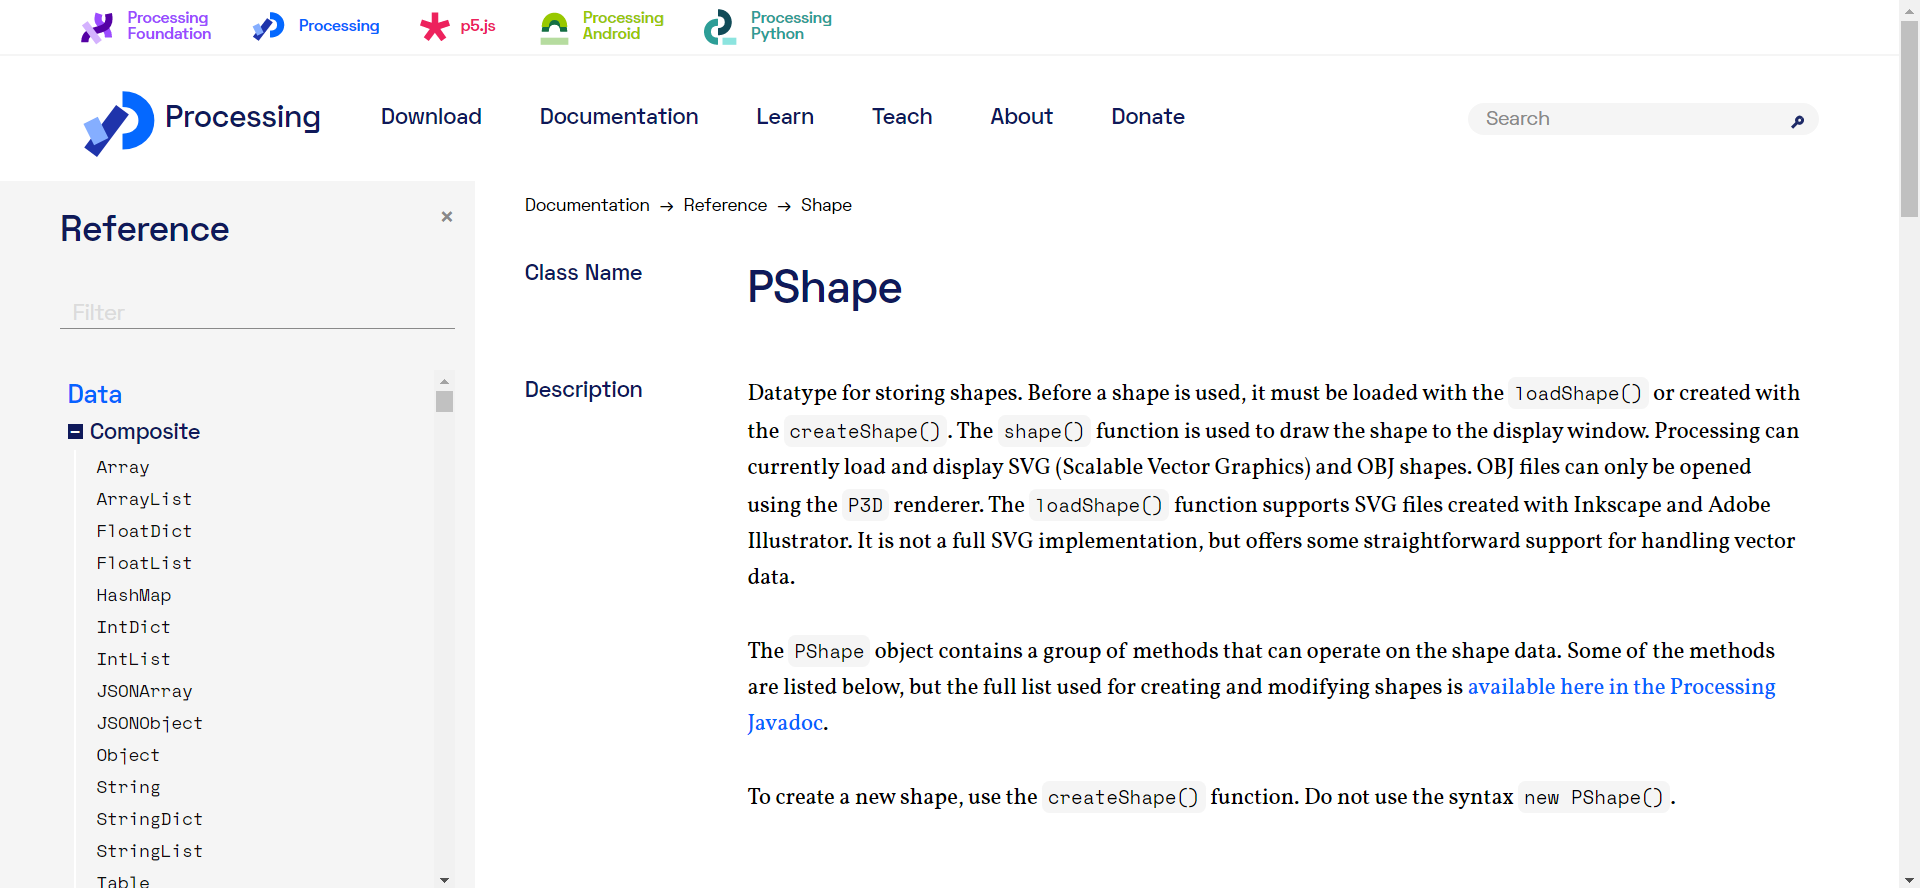 Processing
Foundation
Processing
p5.js
Processing
Android
Processing
Python
Processing
Download
Documentation
Learn
Teach
About
Donate
Search
Reference
×
Filter
Data
Composite
Array
ArrayList
FloatDict
FloatList
HashMap
IntDict
IntList
JSONArray
JSONObject
Object
String
StringDict
StringList
Table
Documentation → Reference → Shape
Class Name
PShape
Description
Datatype for storing shapes. Before a shape is used, it must be loaded with the loadShape() or created with
the createShape(). The shape() function is used to draw the shape to the display window. Processing can
currently load and display SVG (Scalable Vector Graphics) and OBJ shapes. OBJ files can only be opened
using the P3D renderer. The loadShape() function supports SVG files created with Inkscape and Adobe
Illustrator. It is not a full SVG implementation, but offers some straightforward support for handling vector
data.
The PShape object contains a group of methods that can operate on the shape data. Some of the methods
are listed below, but the full list used for creating and modifying shapes is available here in the Processing
Javadoc.
To create a new shape, use the createShape() function. Do not use the syntax new PShape().